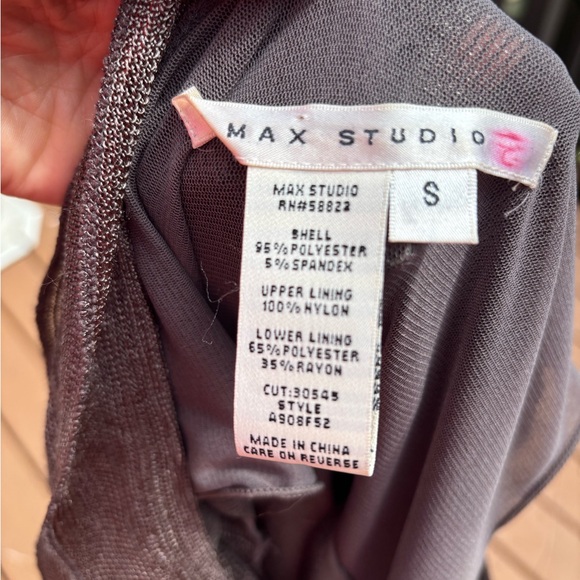 MAX STUDIO
S
MAX STUDIO
RN#58823
SHELL
95%POLYESTER
5%SPANDEX
UPPER LINING
100%NYLON
LOWER LINING
65%POLYESTER
35%RAYON
CUT:30545
STYLE
A908F52
MADE IN CHINA
CARE ON REVERSE